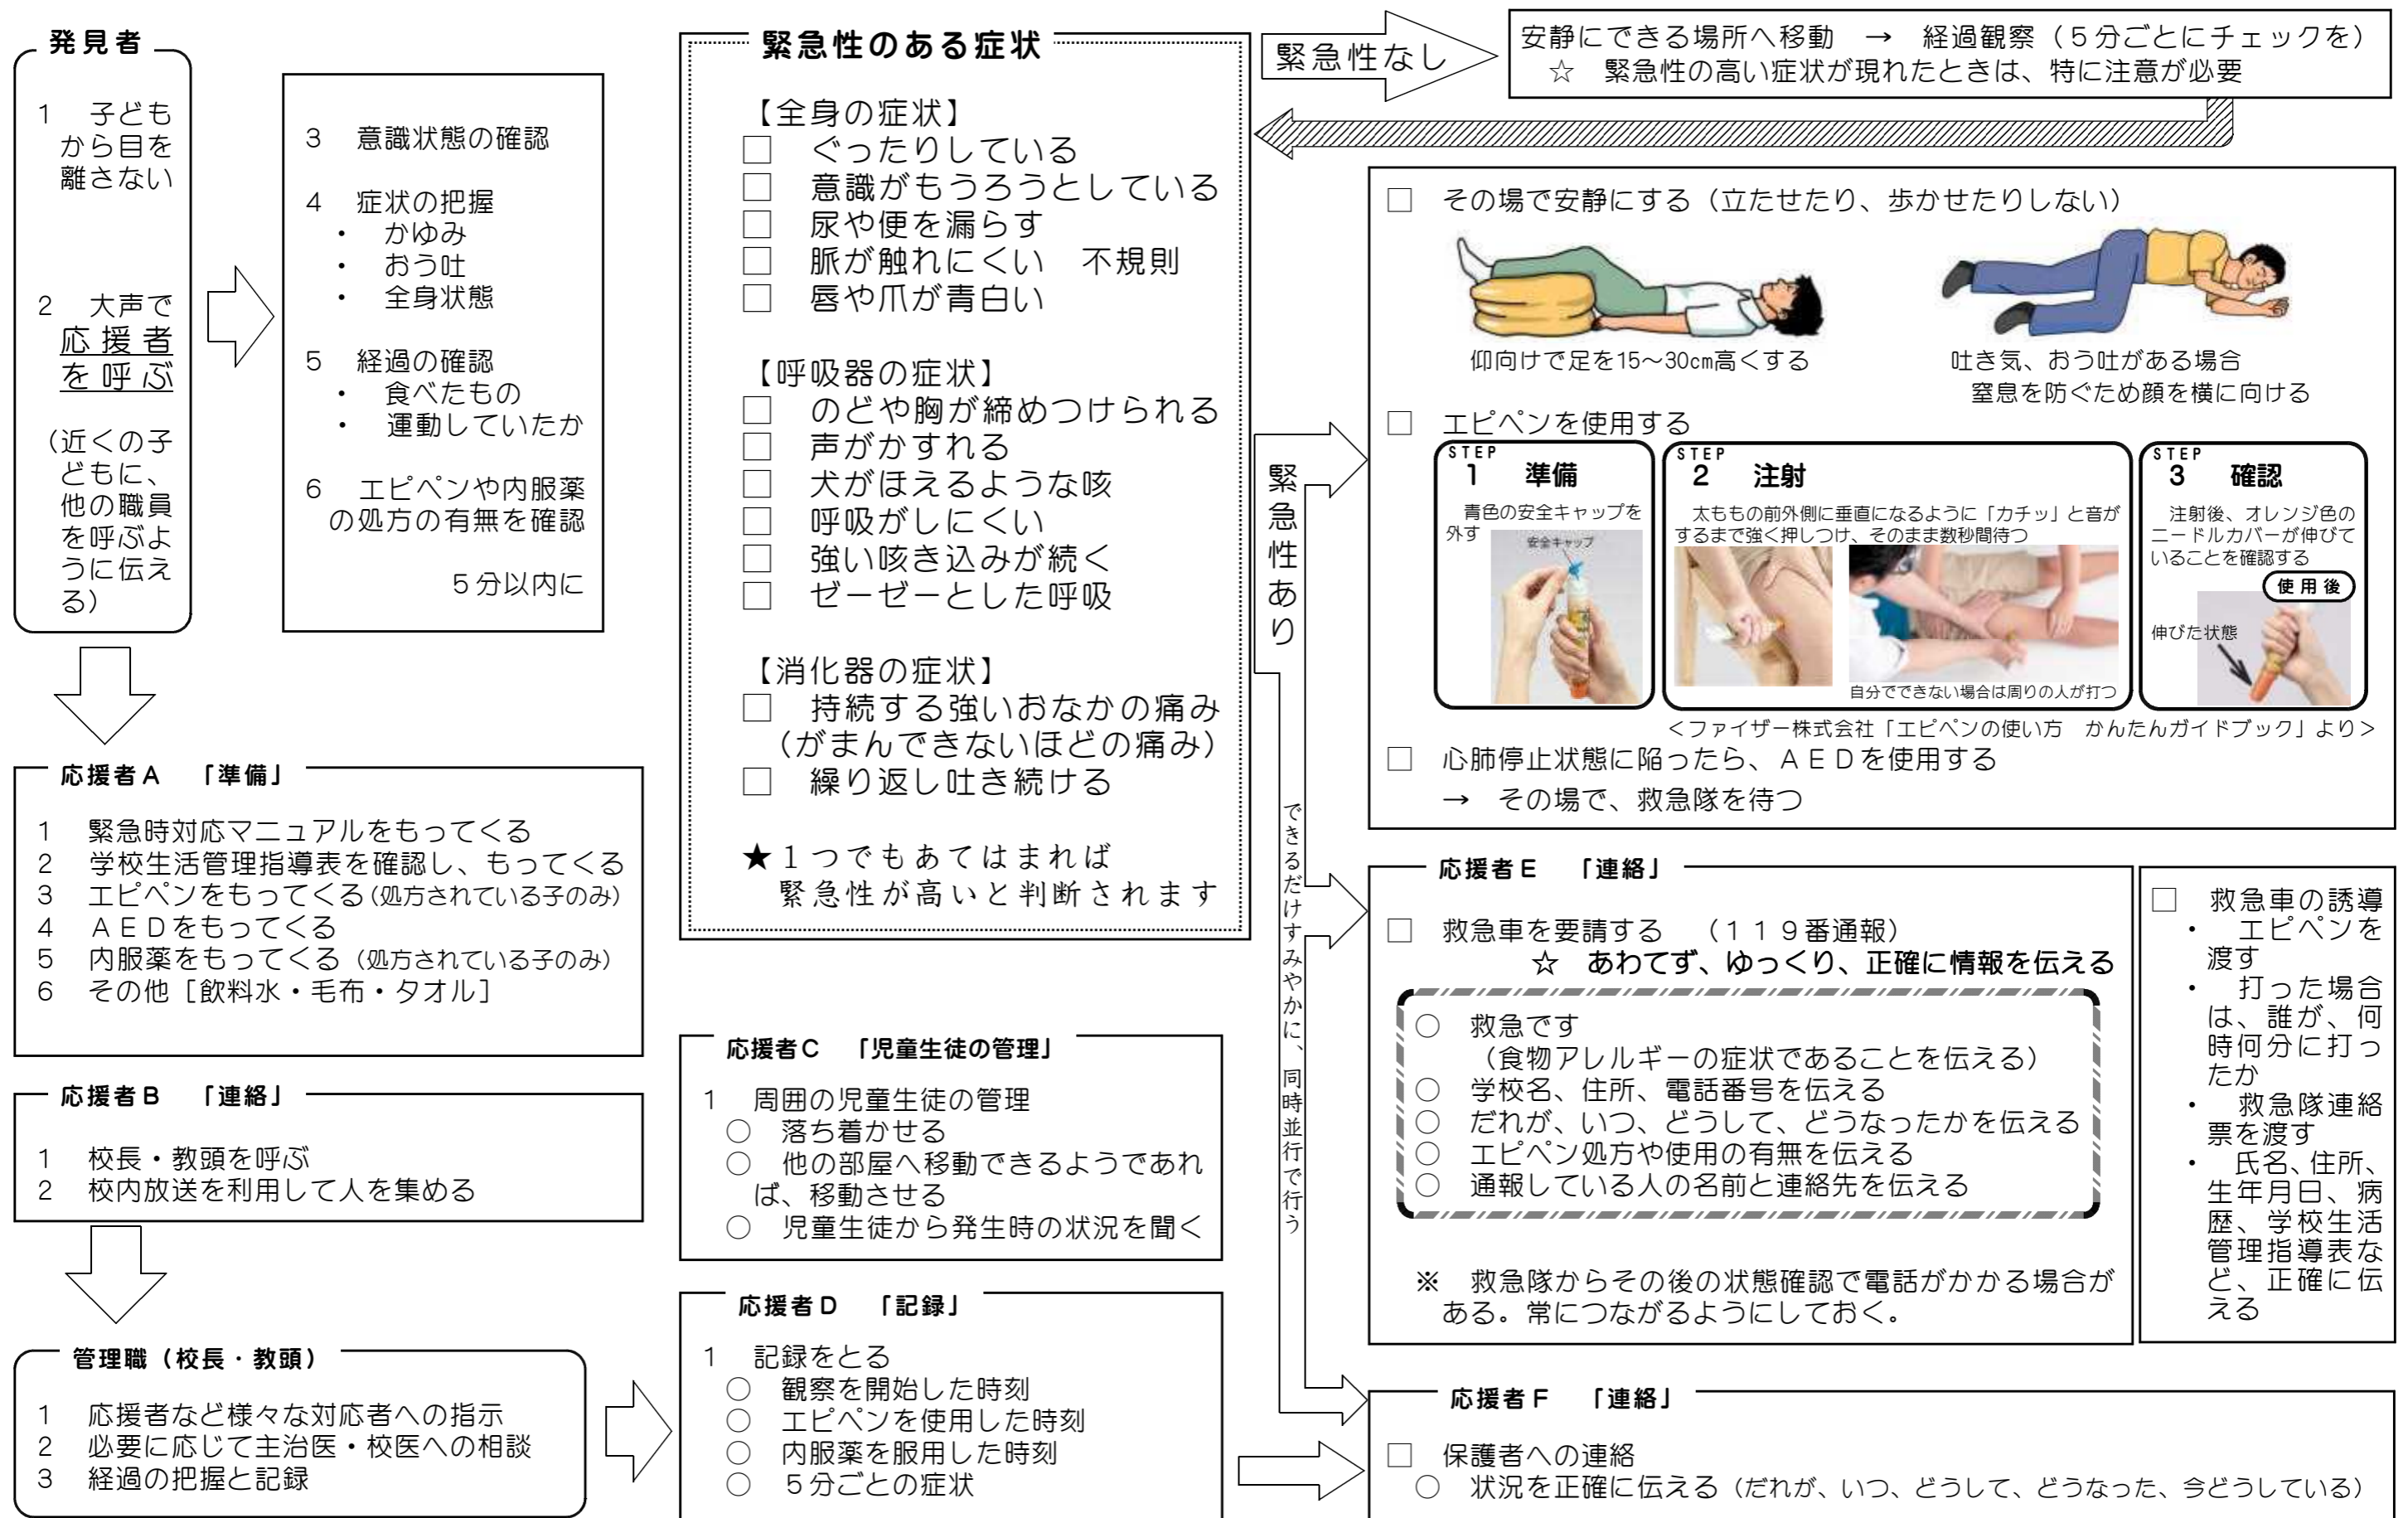 発見者
1　子ども
から目を
離さない
2　大声で
応援者
を呼ぶ
（近くの子
どもに、
他の職員
を呼ぶよ
うに伝え
る）
3　意識状態の確認
4　症状の把握
・　かゆみ
・　おう吐
・　全身状態
5　経過の確認
・　食べたもの
・　運動していたか
6　エピペンや内服薬
の処方の有無を確認
５分以内に
応援者Ａ　「準備」
1　緊急時対応マニュアルをもってくる
2　学校生活管理指導表を確認し、もってくる
3　エピペンをもってくる（処方されている子のみ）
4　ＡＥＤをもってくる
5　内服薬をもってくる（処方されている子のみ）
6　その他［飲料水・毛布・タオル］
応援者Ｂ　「連絡」
1　校長・教頭を呼ぶ
2　校内放送を利用して人を集める
管理職（校長・教頭）
1　応援者など様々な対応者への指示
2　必要に応じて主治医・校医への相談
3　経過の把握と記録
緊急性のある症状
【全身の症状】
□　ぐったりしている
□　意識がもうろうとしている
□　尿や便を漏らす
□　脈が触れにくい　不規則
□　唇や爪が青白い
【呼吸器の症状】
□　のどや胸が締めつけられる
□　声がかすれる
□　犬がほえるような咳
□　呼吸がしにくい
□　強い咳き込みが続く
□　ゼーゼーとした呼吸
【消化器の症状】
□　持続する強いおなかの痛み
（がまんできないほどの痛み）
□　繰り返し吐き続ける
★１つでもあてはまれば
緊急性が高いと判断されます
応援者Ｃ　「児童生徒の管理」
1　周囲の児童生徒の管理
○　落ち着かせる
○　他の部屋へ移動できるようであれ
ば、移動させる
○　児童生徒から発生時の状況を聞く
応援者Ｄ　「記録」
1　記録をとる
○　観察を開始した時刻
○　エピペンを使用した時刻
○　内服薬を服用した時刻
○　５分ごとの症状
緊急性なし
安静にできる場所へ移動　→　経過観察（５分ごとにチェックを）
☆　緊急性の高い症状が現れたときは、特に注意が必要
緊急性あり
できるだけすみやかに、同時並行で行う
□　その場で安静にする（立たせたり、歩かせたりしない）
仰向けで足を15～30㎝高くする
吐き気、おう吐がある場合
窒息を防ぐため顔を横に向ける
□　エピペンを使用する
STEP
1　準備
青色の安全キャップを
外す
安全キャップ
STEP
2　注射
太ももの前外側に垂直になるように「カチッ」と音が
するまで強く押しつけ、そのまま数秒間待つ
自分でできない場合は周りの人が打つ
STEP
3　確認
注射後、オレンジ色の
ニードルカバーが伸びて
いることを確認する
使用後
伸びた状態
＜ファイザー株式会社「エピペンの使い方　かんたんガイドブック」より＞
□　心肺停止状態に陥ったら、ＡＥＤを使用する
→　その場で、救急隊を待つ
応援者Ｅ　「連絡」
□　救急車を要請する　（１１９番通報）
☆　あわてず、ゆっくり、正確に情報を伝える
○　救急です
（食物アレルギーの症状であることを伝える）
○　学校名、住所、電話番号を伝える
○　だれが、いつ、どうして、どうなったかを伝える
○　エピペン処方や使用の有無を伝える
○　通報している人の名前と連絡先を伝える
※　救急隊からその後の状態確認で電話がかかる場合が
ある。常につながるようにしておく。
□　救急車の誘導
・　エピペンを
渡す
・　打った場合
は、誰が、何
時何分に打っ
たか
・　救急隊連絡
票を渡す
・　氏名、住所、
生年月日、病
歴、学校生活
管理指導表な
ど、正確に伝
える
応援者Ｆ　「連絡」
□　保護者への連絡
○　状況を正確に伝える（だれが、いつ、どうして、どうなった、今どうしている）